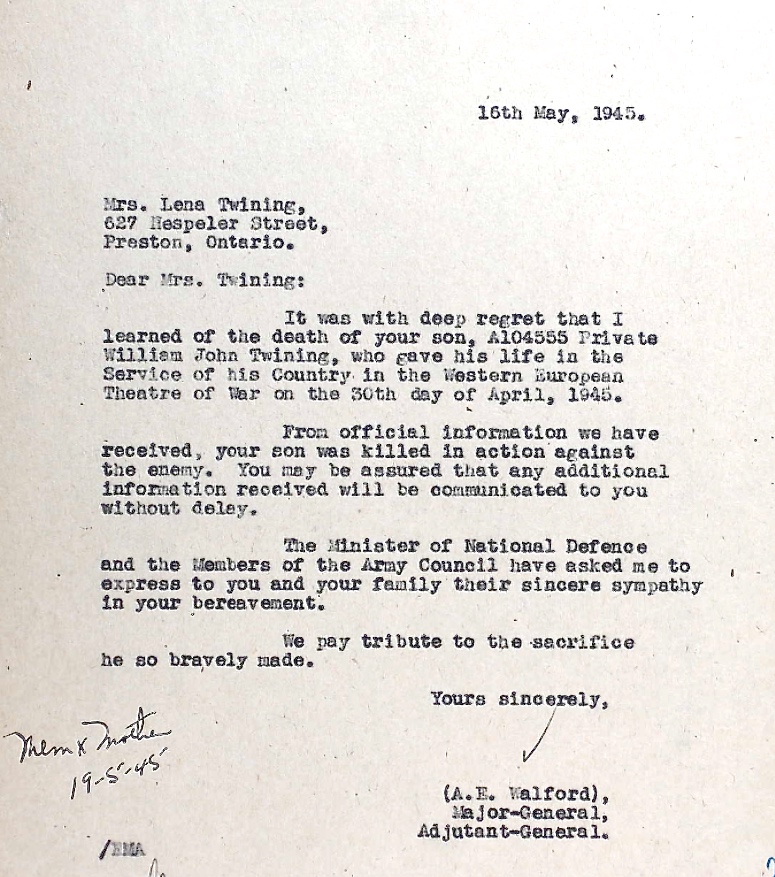 16th May, 1945.
Mrs. Lena Twining,
627 Hespeler Street,
Preston, Ontario.
Dear Mrs. Twining:
It was with deep regret that I
learned of the death of your son, A104555 Private
William John Twining, who gave his life in the
Service of his Country in the Western European
Theatre of War on the 30th day of April, 1945.
From official information we have
received, your son was killed in action against
the enemy. You may be assured that any additional
information received will be communicated to you
without delay.
The Minister of National Defence
and the Members of the Army Council have asked me to
express to you and your family their sincere sympathy
in your bereavement.
We pay tribute to the sacrifice
he so bravely made.
Yours sincerely,
Mem X Mother
19-5-45
(A.E. Walford),
Major-General,
Adjutant-General.